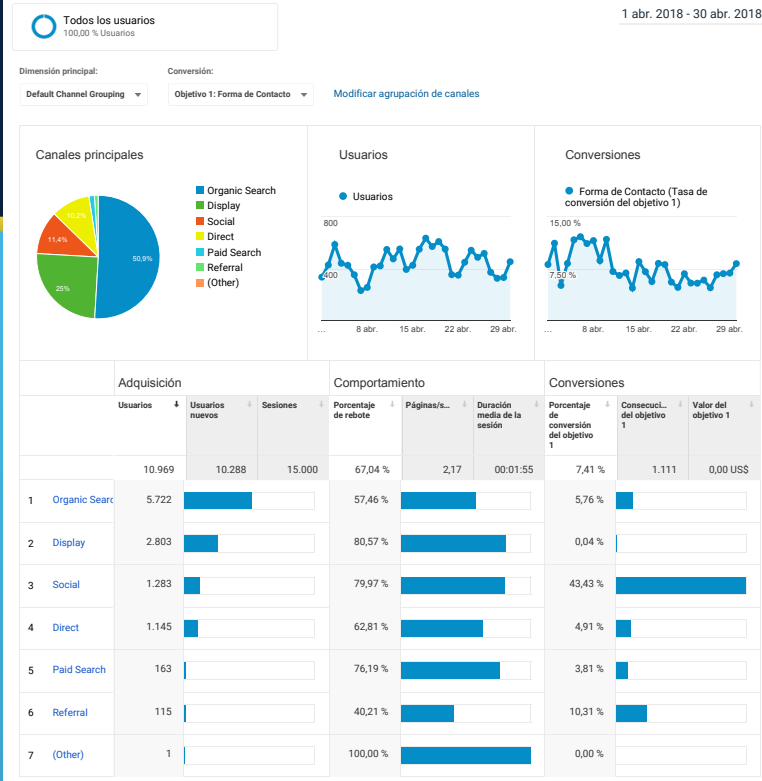 Todos los usuarios
100,00 % Usuarios
1 abr. 2018 - 30 abr. 2018
Dimensión principal:
Conversión:
Default Channel Grouping
Objetivo 1: Forma de Contacto
Modificar agrupación de canales
Canales principales
50,9%
25%
11,4%
10,2%
Organic Search
Display
Social
Direct
Paid Search
Referral
(Other)
Usuarios
Usuarios
800
400
...
8 abr.
15 abr.
22 abr.
29 abr.
Conversiones
Forma de Contacto (Tasa de
conversión del objetivo 1)
15,00 %
7,50 %
...
8 abr.
15 abr.
22 abr.
29 abr.
Adquisición
Comportamiento
Conversiones
Usuarios
Usuarios
nuevos
Sesiones
Porcentaje
de rebote
Páginas/s...
Duración
media de la
sesión
Porcentaje
de
conversión
del objetivo
1
Consecuci...
del objetivo
1
Valor del
objetivo 1
10.969 10.288 15.000 67,04 % 2,17 00:01:55 7,41 % 1.111 0,00 US$
1 Organic Searc 5.722 57,46 % 5,76 %
2 Display 2.803 80,57 % 0,04 %
3 Social 1.283 79,97 % 43,43 %
4 Direct 1.145 62,81 % 4,91 %
5 Paid Search 163 76,19 % 3,81 %
6 Referral 115 40,21 % 10,31 %
7 (Other) 1 100,00 % 0,00 %